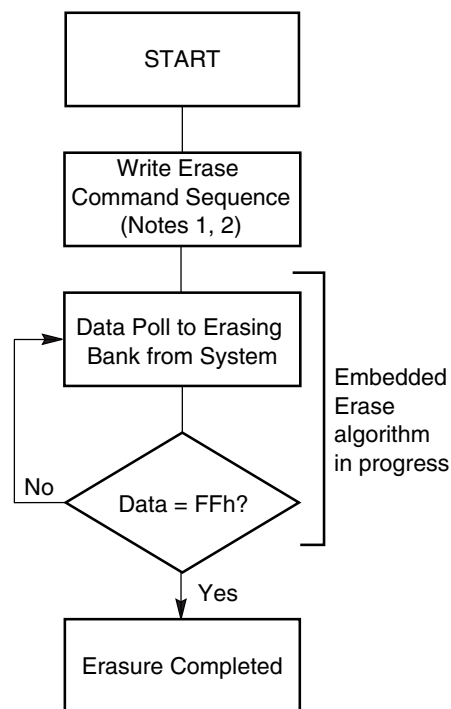 START
Write Erase
Command Sequence
(Notes 1, 2)
Data Poll to Erasing
Bank from System
Embedded
Erase
algorithm
in progress
No
Data = FFh?
Yes
Erasure Completed